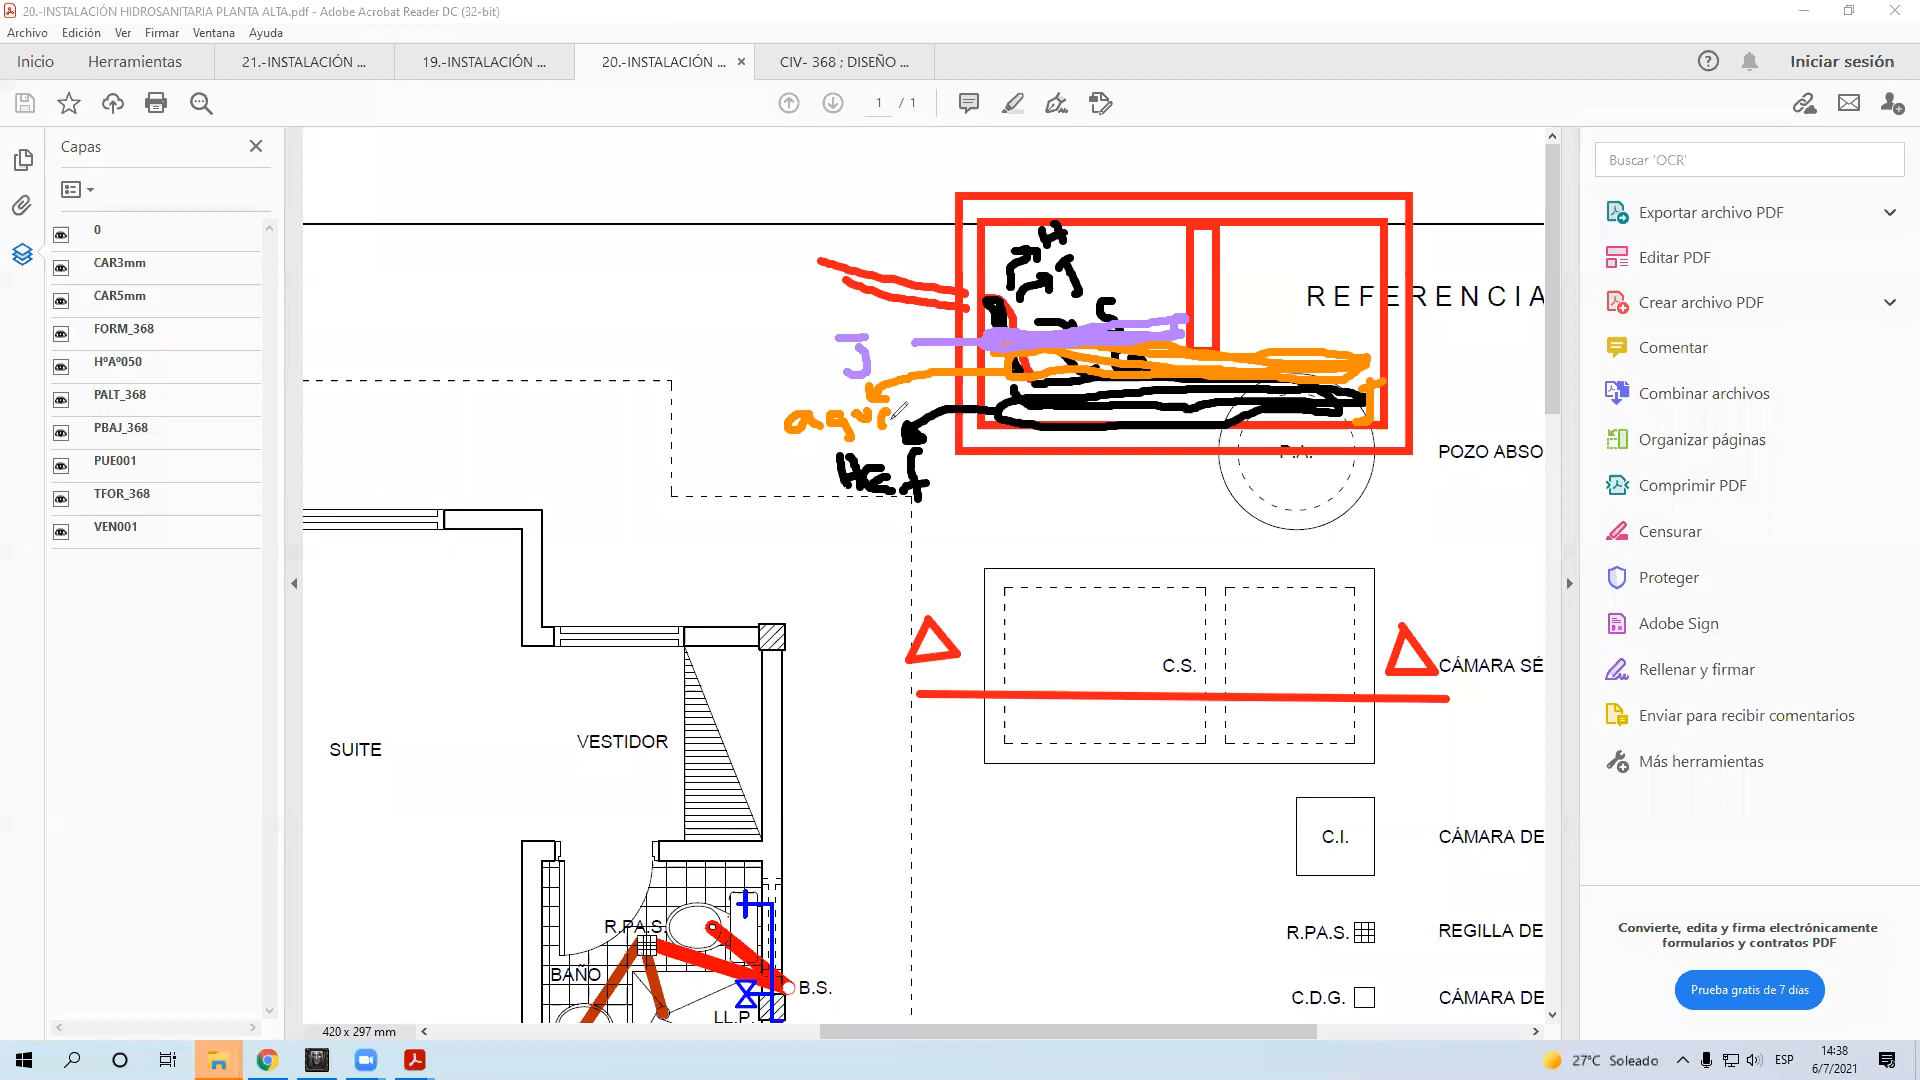 20.-INSTALACIÓN HIDROSANITARIA PLANTA ALTA.pdf - Adobe Acrobat Reader DC (32-bit)
Archivo Edición Ver Firmar Ventana Ayuda
Inicio Herramientas 21.-INSTALACIÓN ... 19.-INSTALACIÓN ... 20.-INSTALACIÓN ... CIV- 368 ; DISEÑO ... Iniciar sesión
1 / 1
Capas
0
CAR3mm
CAR5mm
FORM_368
HºAº050
PALT_368
PBAJ_368
PUE001
TFOR_368
VEN001
H
J
S
REFERENCIA
J
agur
Hef
P.A.
POZO ABSO
C.S.
CÁMARA SÉ
SUITE
VESTIDOR
C.I.
CÁMARA DE
R.PA.S.
R.PA.S.
REGILLA DE
BAÑO
B.S.
C.D.G.
CÁMARA DE
LL.P.
420 x 297 mm
Buscar 'OCR'
Exportar archivo PDF
Editar PDF
Crear archivo PDF
Comentar
Combinar archivos
Organizar páginas
Comprimir PDF
Censurar
Proteger
Adobe Sign
Rellenar y firmar
Enviar para recibir comentarios
Más herramientas
Convierte, edita y firma electrónicamente
formularios y contratos PDF
Prueba gratis de 7 días
27°C Soleado
ESP
14:38
6/7/2021